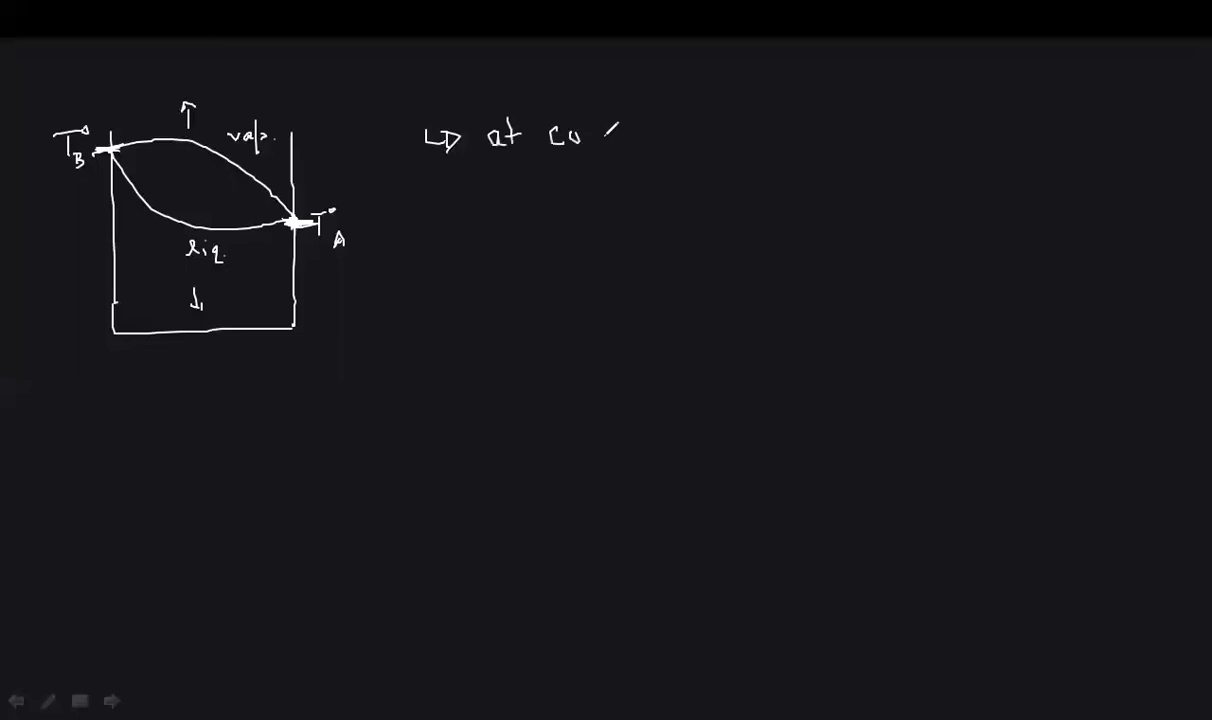 T°B
vap.
↳ at co
T°A
liq.